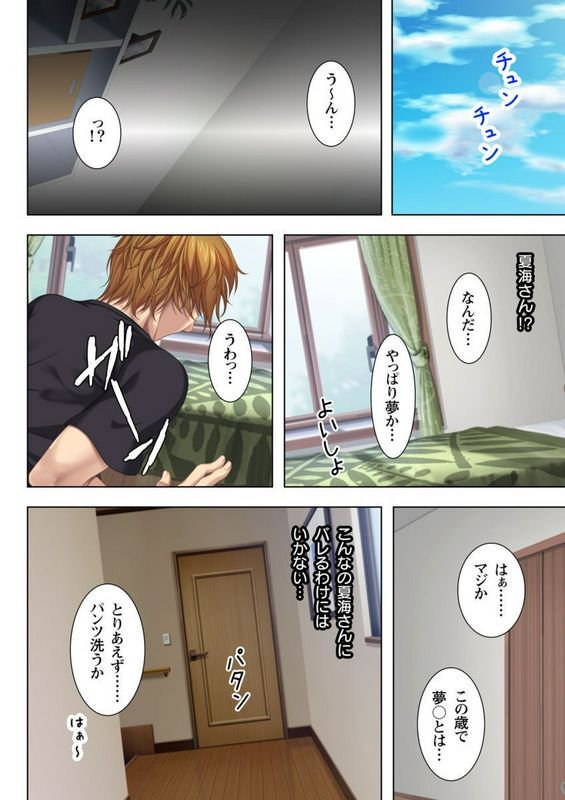 チュン
チュン
う〜ん…
っ!?
夏海さん!?
なんだ…
やっぱり夢か…
よいしょ
うわっ…
はぁ……
マジか
この歳で
夢〇とは…
こんなの夏海さんに
バレるわけには
いかない…
パタン
とりあえず……
パンツ洗うか
はぁ〜